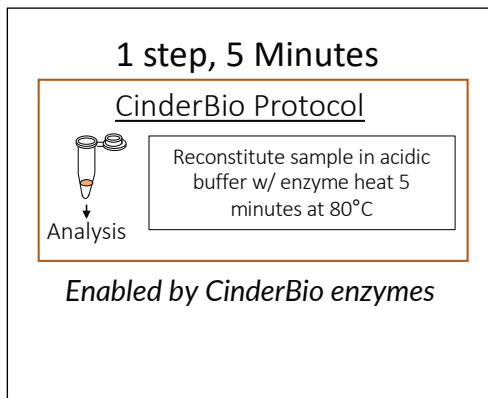 1 step, 5 Minutes
CinderBio Protocol
Reconstitute sample in acidic
buffer w/ enzyme heat 5
minutes at 80°C
Analysis
Enabled by CinderBio enzymes